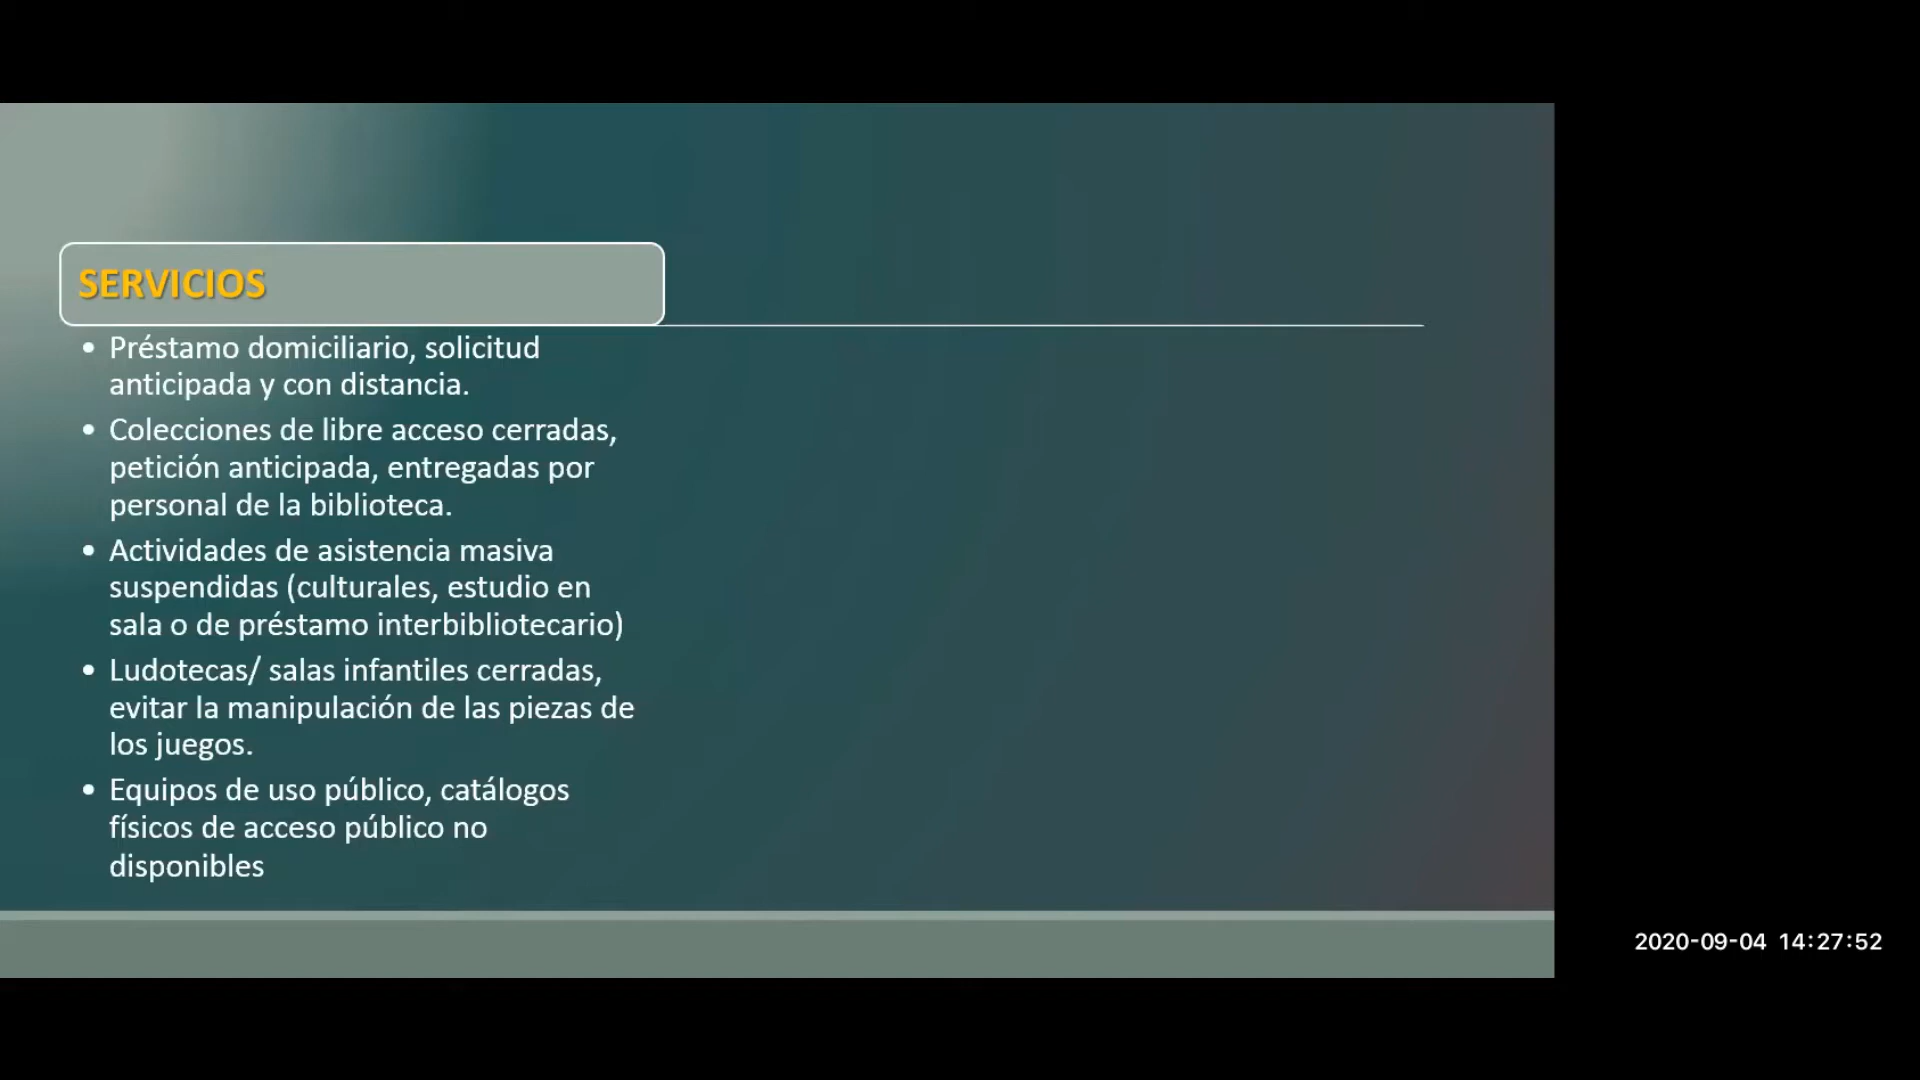 SERVICIOS
• Préstamo domiciliario, solicitud
anticipada y con distancia.
• Colecciones de libre acceso cerradas,
petición anticipada, entregadas por
personal de la biblioteca.
• Actividades de asistencia masiva
suspendidas (culturales, estudio en
sala o de préstamo interbibliotecario)
• Ludotecas/ salas infantiles cerradas,
evitar la manipulación de las piezas de
los juegos.
• Equipos de uso público, catálogos
físicos de acceso público no
disponibles
2020-09-04 14:27:52